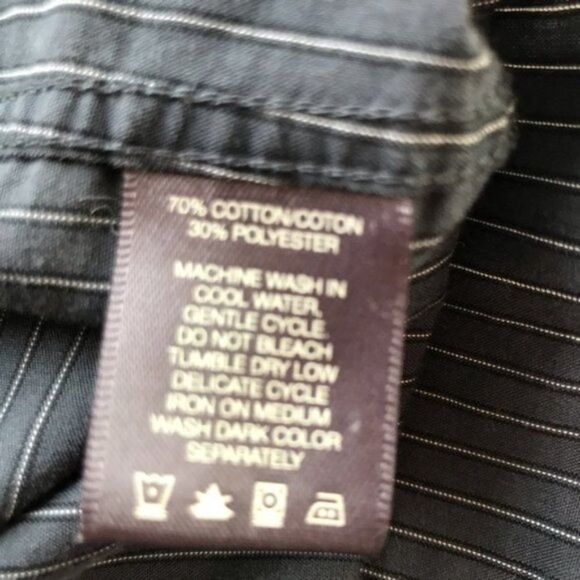 70% COTTON/COTON
30% POLYESTER
MACHINE WASH IN
COOL WATER,
GENTLE CYCLE.
DO NOT BLEACH
TUMBLE DRY LOW
DELICATE CYCLE
IRON ON MEDIUM
WASH DARK COLOR
SEPARATELY